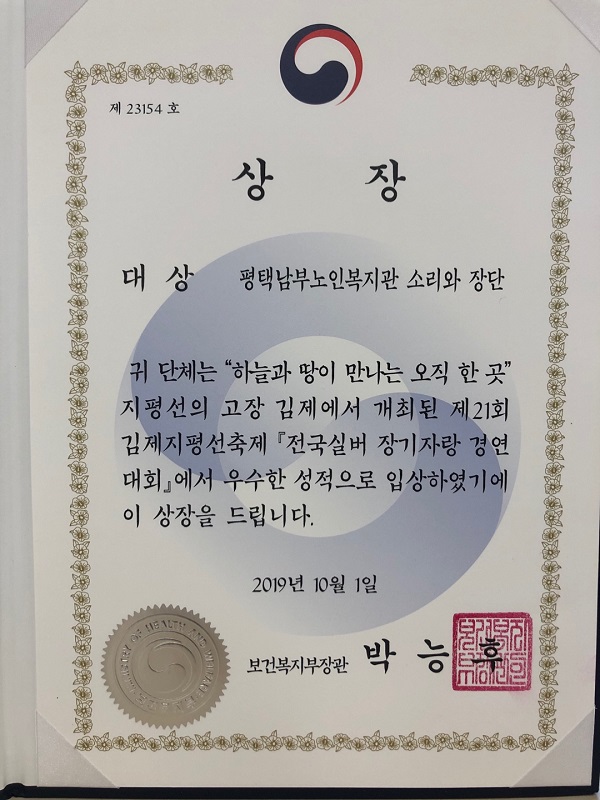 제 23154 호
상 장
대 상 평택남부노인복지관 소리와 장단
귀 단체는 "하늘과 땅이 만나는 오직 한 곳"
지평선의 고장 김제에서 개최된 제21회
김제지평선축제 『전국실버 장기자랑 경연
대회』에서 우수한 성적으로 입상하였기에
이 상장을 드립니다.
2019년 10월 1일
MINISTRY OF HEALTH AND WELFARE
보건복지부장관 박 능 후